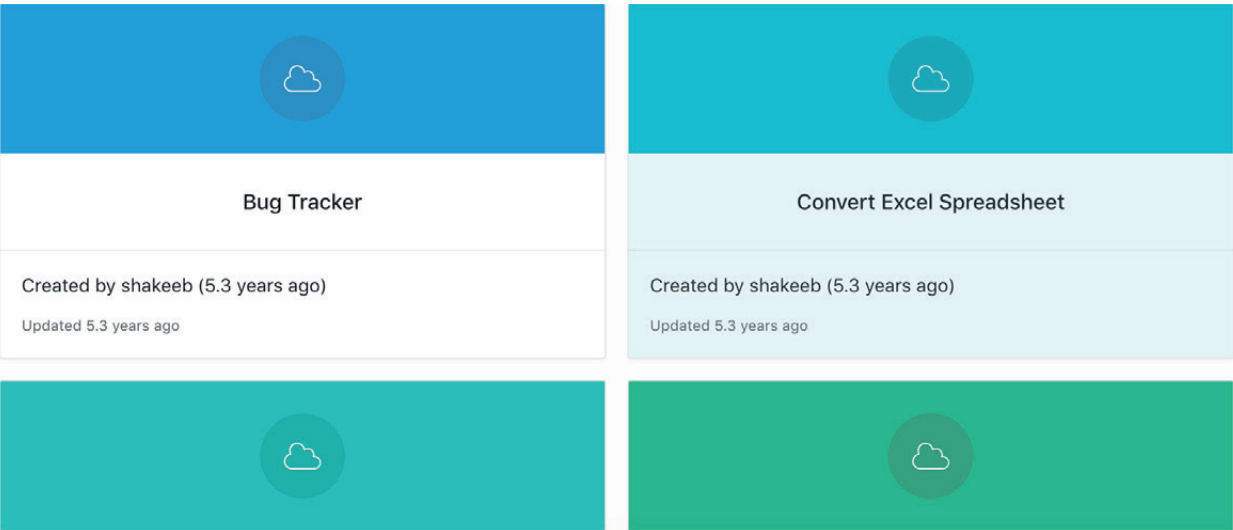 Bug Tracker
Convert Excel Spreadsheet
Created by shakeeb (5.3 years ago)
Updated 5.3 years ago
Created by shakeeb (5.3 years ago)
Updated 5.3 years ago